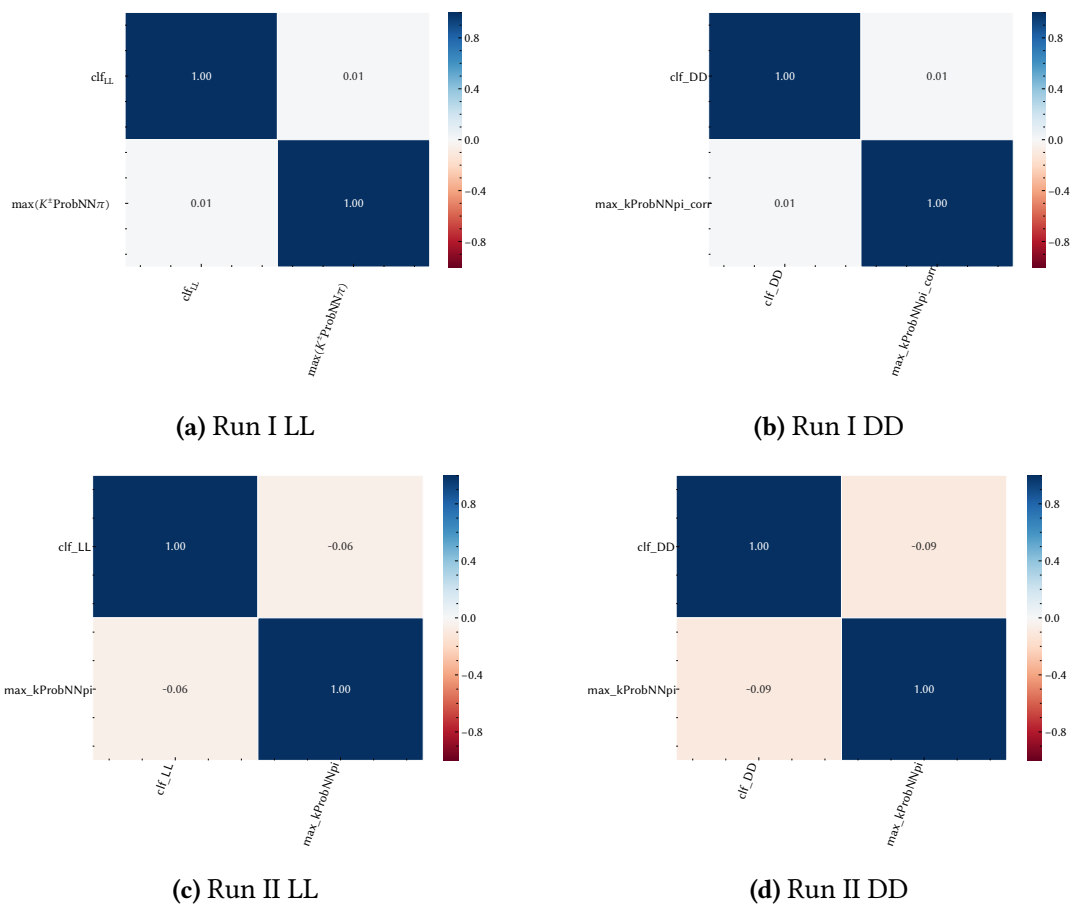 clf_LL
1.00
0.01
max(K±ProbNNπ)
0.01
1.00
0.8
0.4
0.0
−0.4
−0.8
clf_LL
max(K±ProbNNπ)
(a) Run I LL
clf_DD
1.00
0.01
max_kProbNNpi_corr
0.01
1.00
0.8
0.4
0.0
−0.4
−0.8
clf_DD
max_kProbNNpi_corr
(b) Run I DD
clf_LL
1.00
-0.06
max_kProbNNpi
-0.06
1.00
0.8
0.4
0.0
−0.4
−0.8
clf_LL
max_kProbNNpi
(c) Run II LL
clf_DD
1.00
-0.09
max_kProbNNpi
-0.09
1.00
0.8
0.4
0.0
−0.4
−0.8
clf_DD
max_kProbNNpi
(d) Run II DD